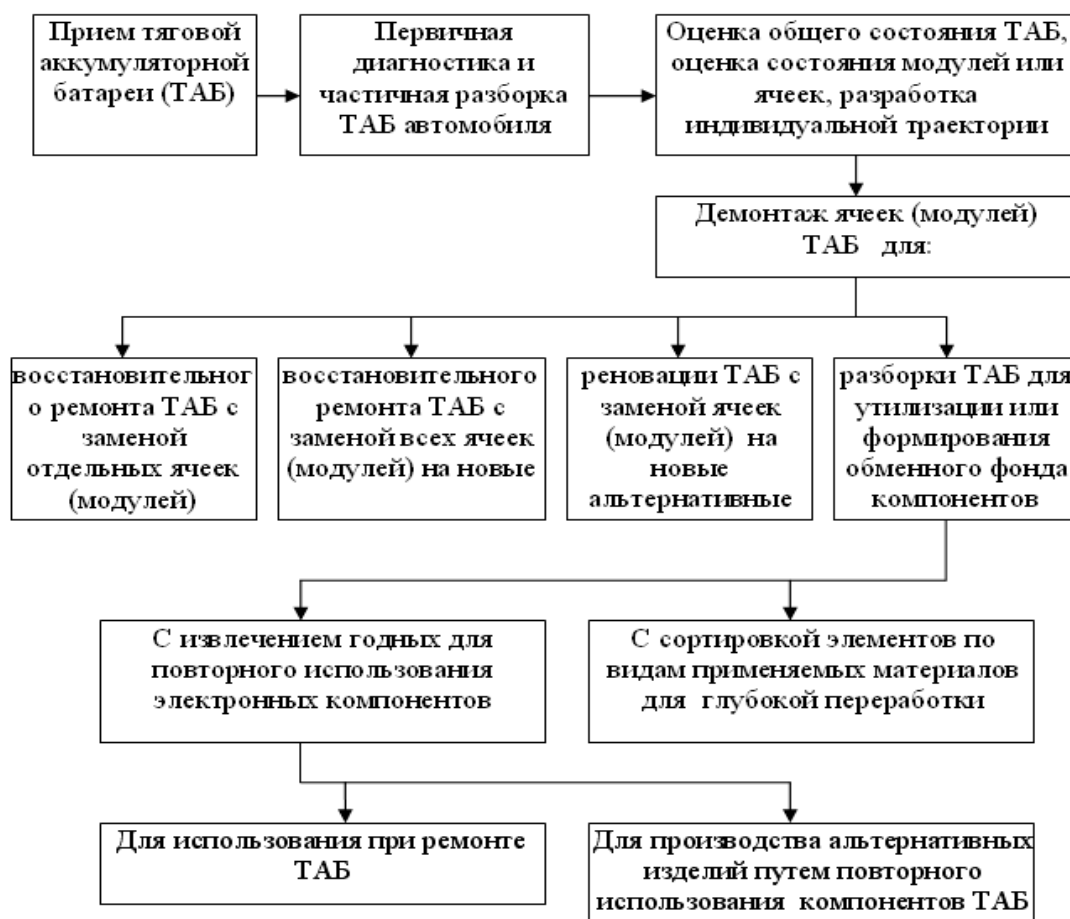 Прием тяговой
аккумуляторной
батареи (ТАБ)
Первичная
диагностика и
частичная разборка
ТАБ автомобиля
Оценка общего состояния ТАБ,
оценка состояния модулей или
ячеек, разработка
индивидуальной траектории
Демонтаж ячеек (модулей)
ТАБ для:
восстановительног
о ремонта ТАБ с
заменой
отдельных ячеек
(модулей)
восстановительного
ремонта ТАБ с
заменой всех ячеек
(модулей) на новые
реновации ТАБ с
заменой ячеек
(модулей) на
новые
альтернативные
разборки ТАБ для
утилизации или
формирования
обменного фонда
компонентов
С извлечением годных для
повторного использования
электронных компонентов
С сортировкой элементов по
видам применяемых материалов
для глубокой переработки
Для использования при ремонте
ТАБ
Для производства альтернативных
изделий путем повторного
использования компонентов ТАБ